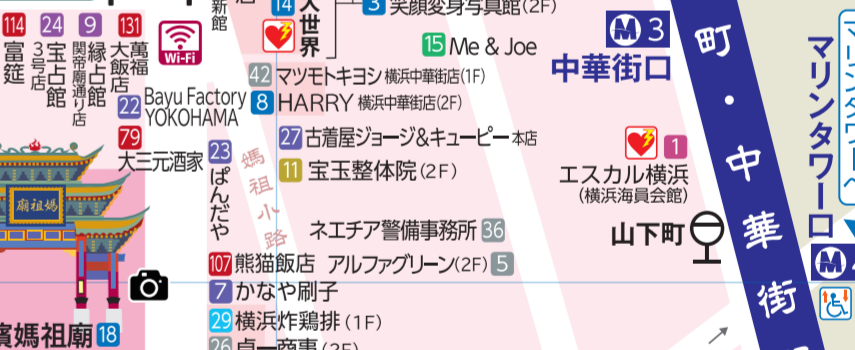 新館
14
大世界
3 笑顔変身写真館(2F)
114 富筵
24 宝占館 3号店
9 縁占館 関帝廟通り店
131 萬福大飯店
Wi-Fi
15 Me & Joe
M 3
中華街口
42 マツモトキヨシ 横浜中華街店(1F)
22 Bayu Factory YOKOHAMA
8 HARRY 横浜中華街店(2F)
79
大三元酒家
27 古着屋ジョージ&キューピー 本店
23 ぱんだや
11 宝玉整体院(2F)
媽祖小路
1
エスカル横浜
(横浜海員会館)
ネエチア警備事務所 36
山下町
107 熊猫飯店
アルファグリーン(2F) 5
7 かなや刷子
29 横浜炸鶏排(1F)
26 貞一商事(2F)
媽祖廟
濱媽祖廟 18
町・中華街
マリンタワー口
マリンタワーへ
M 4